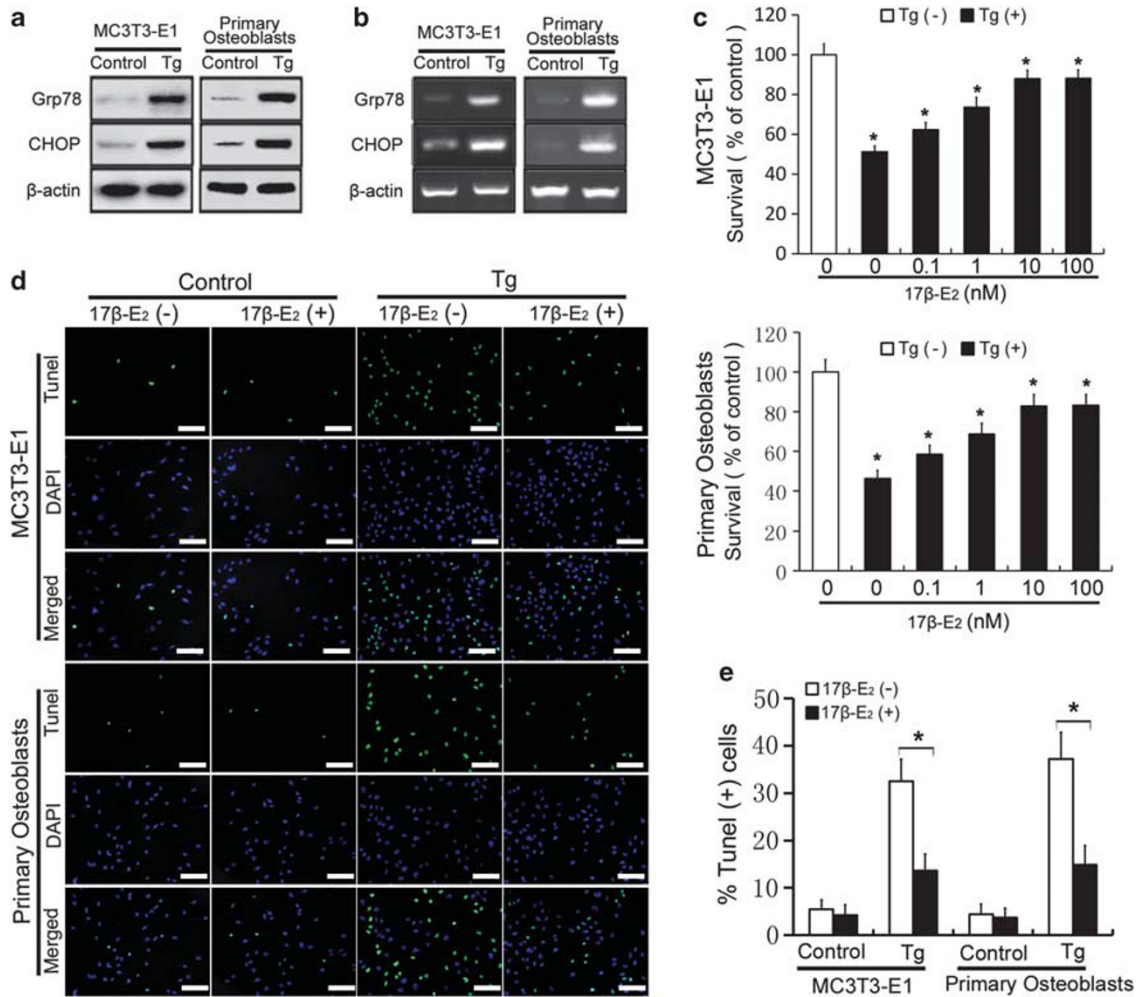 a
MC3T3-E1
Primary
Osteoblasts
Control Tg Control Tg
Grp78
CHOP
β-actin
b
MC3T3-E1
Primary
Osteoblasts
Control Tg Control Tg
Grp78
CHOP
β-actin
c
MC3T3-E1
Survival ( % of control)
Tg (-) Tg (+)
120
100
80
60
40
20
0
* * * * *
0 0 0.1 1 10 100
17β-E2 (nM)
Primary Osteoblasts
Survival ( % of control)
Tg (-) Tg (+)
120
100
80
60
40
20
0
* * * * *
0 0 0.1 1 10 100
17β-E2 (nM)
d
Control Tg
17β-E2 (-) 17β-E2 (+) 17β-E2 (-) 17β-E2 (+)
MC3T3-E1
Tunel
DAPI
Merged
Primary Osteoblasts
Tunel
DAPI
Merged
e
17β-E2 (-)
17β-E2 (+)
% Tunel (+) cells
50
40
30
20
10
0
* *
Control Tg Control Tg
MC3T3-E1 Primary Osteoblasts